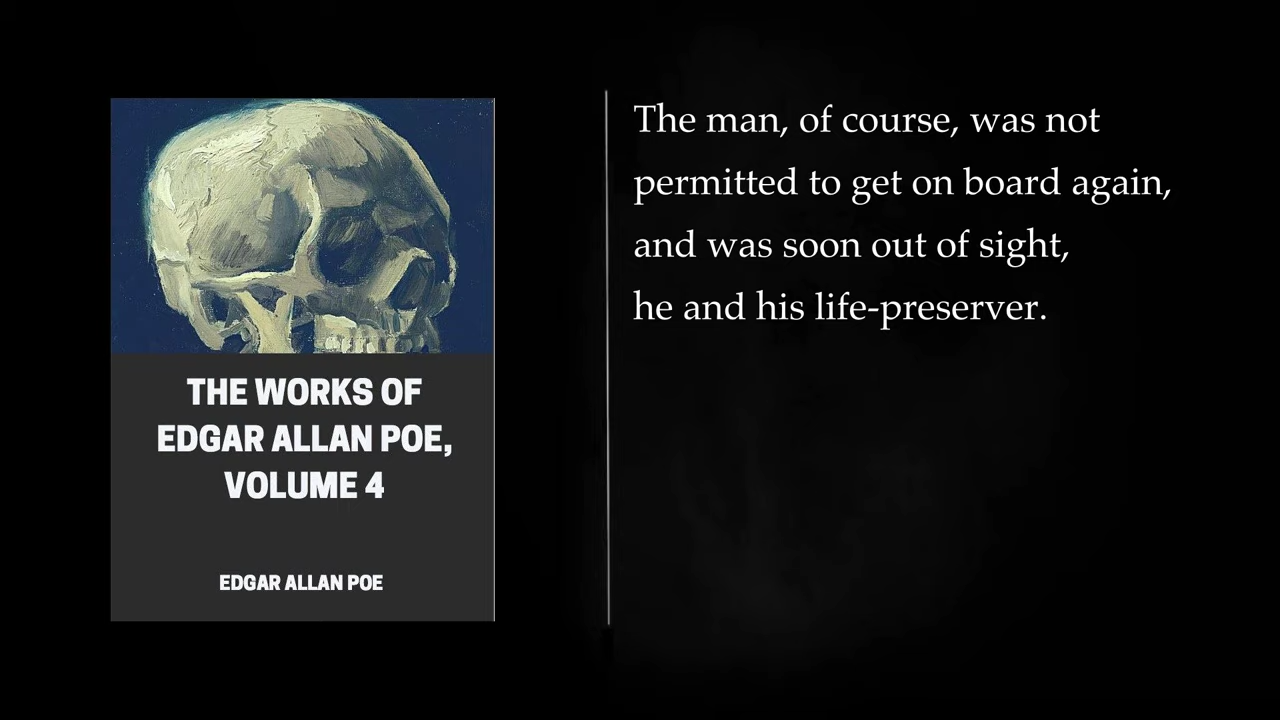 THE WORKS OF
EDGAR ALLAN POE,
VOLUME 4
EDGAR ALLAN POE
The man, of course, was not
permitted to get on board again,
and was soon out of sight,
he and his life-preserver.